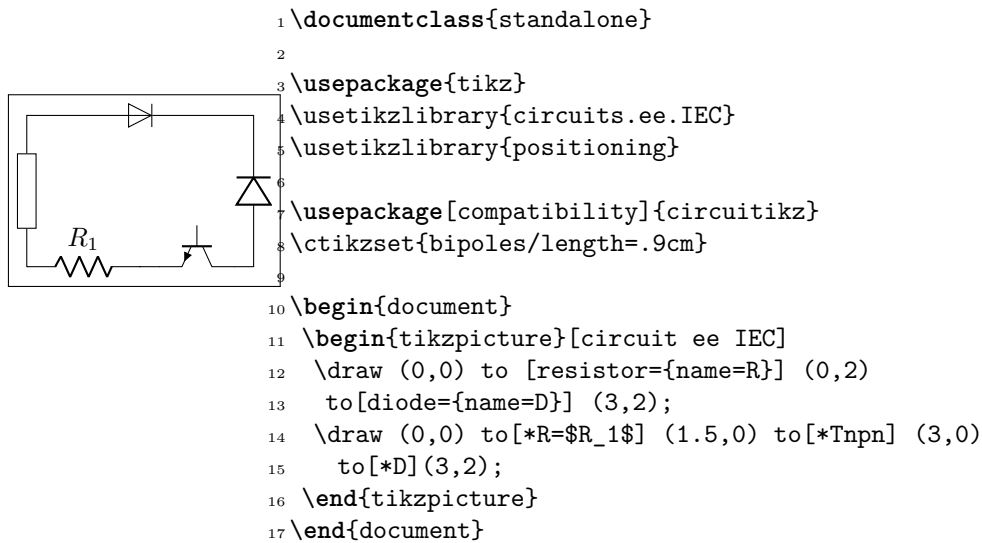 1 \documentclass{standalone}
2
3 \usepackage{tikz}
4 \usetikzlibrary{circuits.ee.IEC}
5 \usetikzlibrary{positioning}
6
7 \usepackage[compatibility]{circuitikz}
8 \ctikzset{bipoles/length=.9cm}
9
10 \begin{document}
11  \begin{tikzpicture}[circuit ee IEC]
12   \draw (0,0) to [resistor={name=R}] (0,2)
13    to[diode={name=D}] (3,2);
14   \draw (0,0) to[*R=$R_1$] (1.5,0) to[*Tnpn] (3,0)
15     to[*D](3,2);
16  \end{tikzpicture}
17 \end{document}
R₁